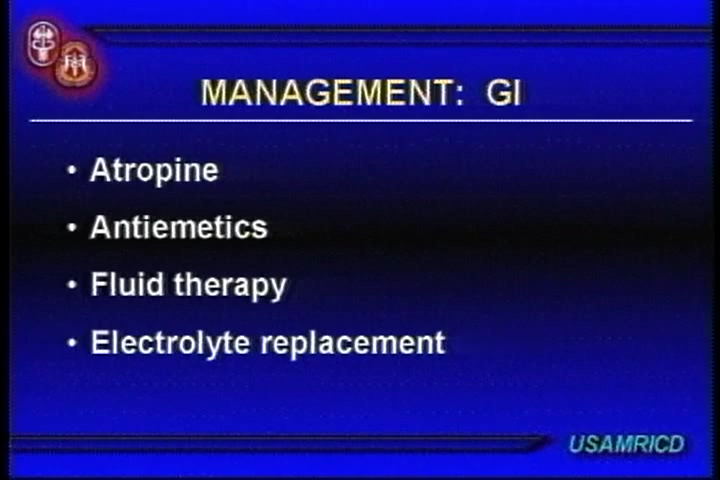 MANAGEMENT: GI
• Atropine
• Antiemetics
• Fluid therapy
• Electrolyte replacement
USAMRICD